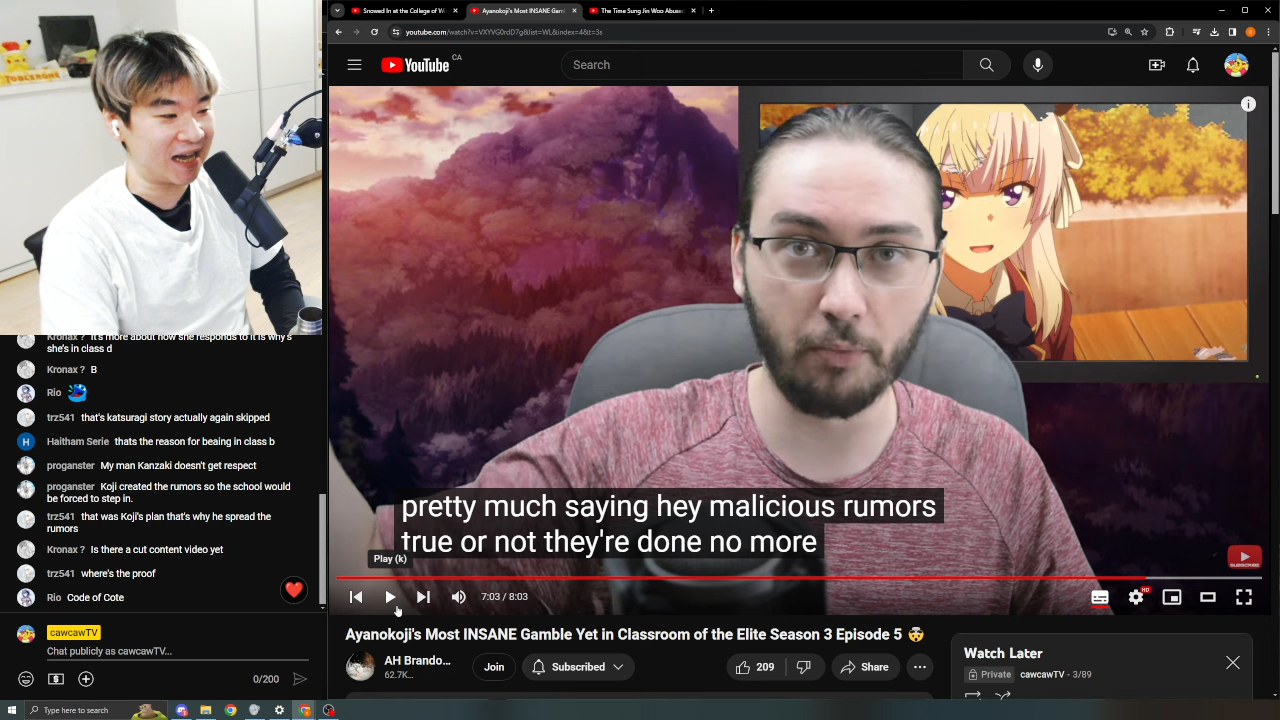 TOBLERONE
Snowed In at the College of W
Ayanokoji's Most INSANE Gam
The Time Sung Jin Woo Abused
youtube.com/watch?v=VXYVG0rdD7g&list=WL&index=4&t=3s
YouTube CA
Search
pretty much saying hey malicious rumors
true or not they're done no more
Play (k)
SUBSCRIBE
7:03 / 8:03
HD
Ayanokoji's Most INSANE Gamble Yet in Classroom of the Elite Season 3 Episode 5 🤯
AH Brando...
62.7K...
Join
Subscribed
209
Share
Watch Later
Private cawcawTV - 3/89
Kronax ? It's more about how she responds to it is why's
she's in class d
Kronax ? B
Rio
trz541 that's katsuragi story actually again skipped
H Haitham Serie thats the reason for beaing in class b
proganster My man Kanzaki doesn't get respect
proganster Koji created the rumors so the school would
be forced to step in.
trz541 that was Koji's plan that's why he spread the
rumors
Kronax ? Is there a cut content video yet
trz541 where's the proof
Rio Code of Cote
cawcawTV
Chat publicly as cawcawTV...
0/200
Type here to search